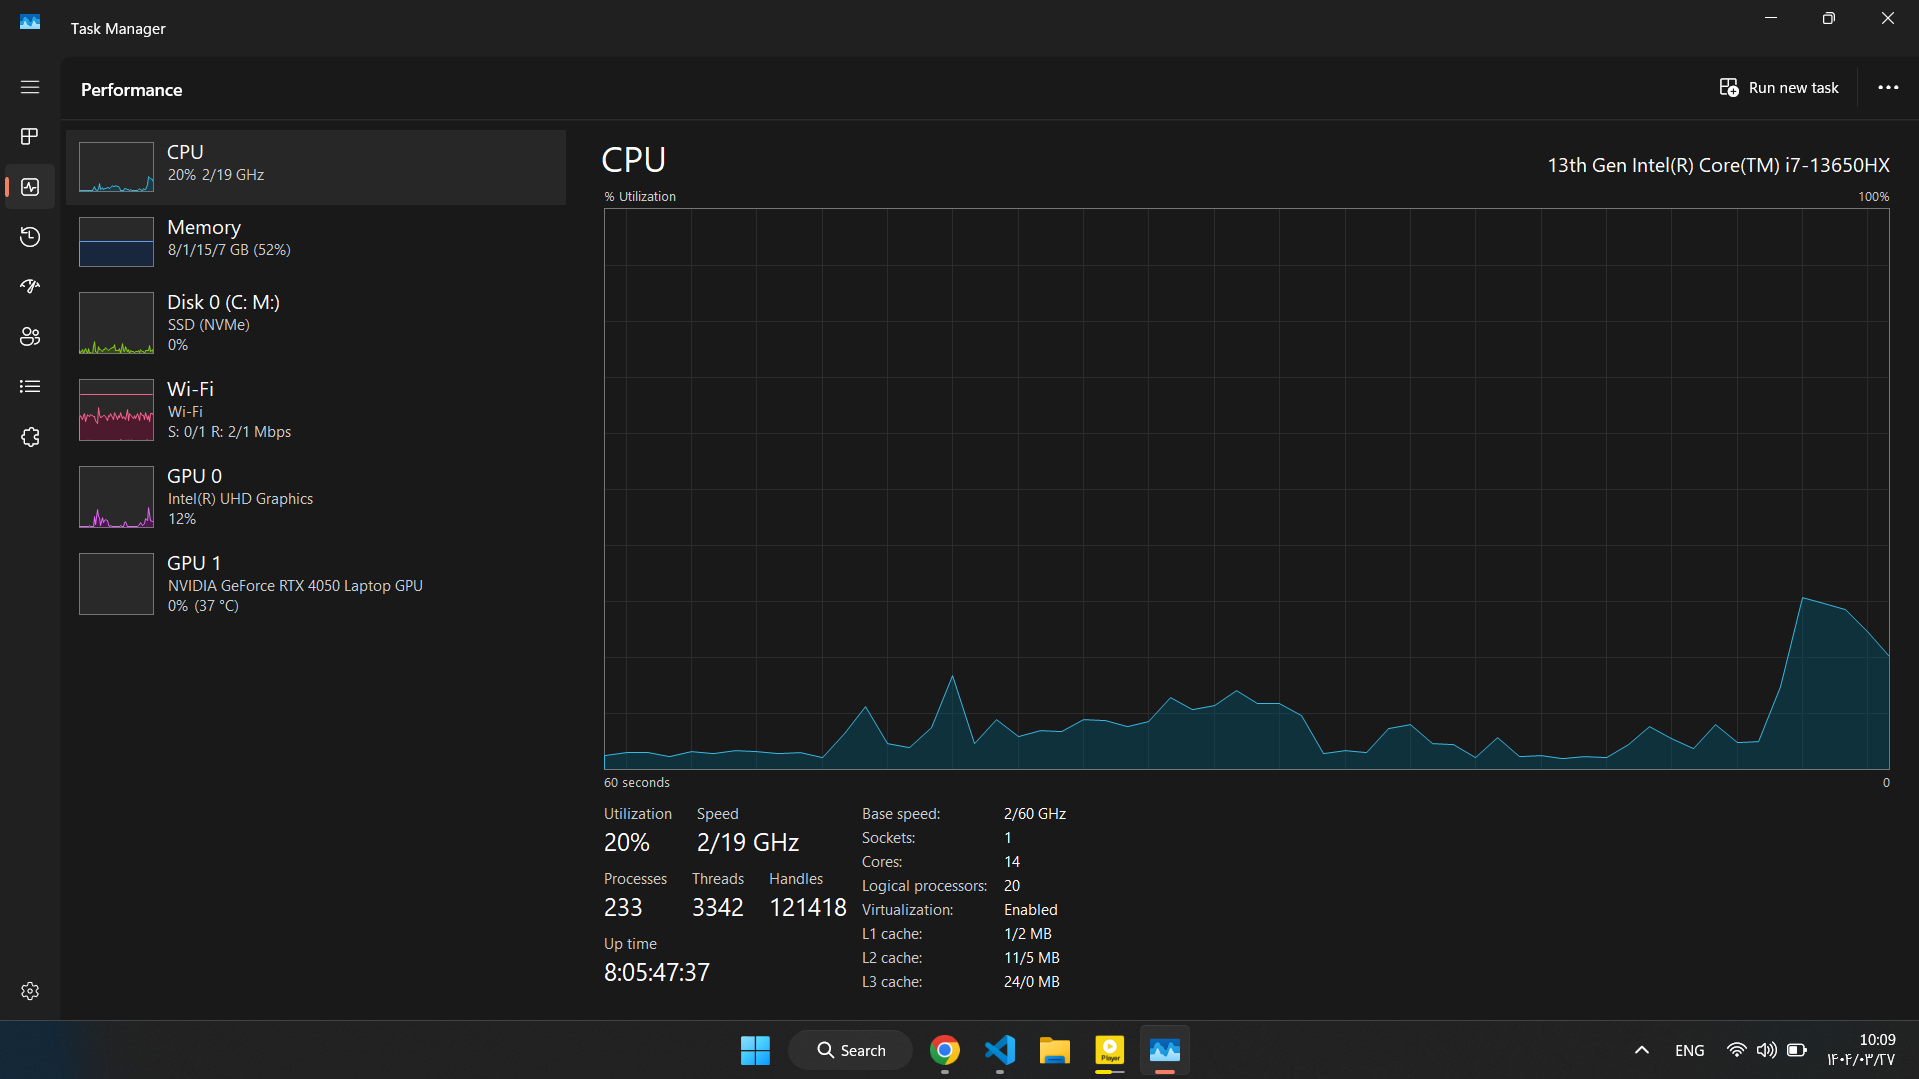 Task Manager
Performance
Run new task
CPU
20% 2/19 GHz
Memory
8/1/15/7 GB (52%)
Disk 0 (C: M:)
SSD (NVMe)
0%
Wi-Fi
Wi-Fi
S: 0/1 R: 2/1 Mbps
GPU 0
Intel(R) UHD Graphics
12%
GPU 1
NVIDIA GeForce RTX 4050 Laptop GPU
0% (37 °C)
CPU
13th Gen Intel(R) Core(TM) i7-13650HX
% Utilization
100%
60 seconds
0
Utilization
20%
Speed
2/19 GHz
Processes
233
Threads
3342
Handles
121418
Up time
8:05:47:37
Base speed: 2/60 GHz
Sockets: 1
Cores: 14
Logical processors: 20
Virtualization: Enabled
L1 cache: 1/2 MB
L2 cache: 11/5 MB
L3 cache: 24/0 MB
Search
Player
ENG
10:09
۱۴۰۴/۰۳/۲۷